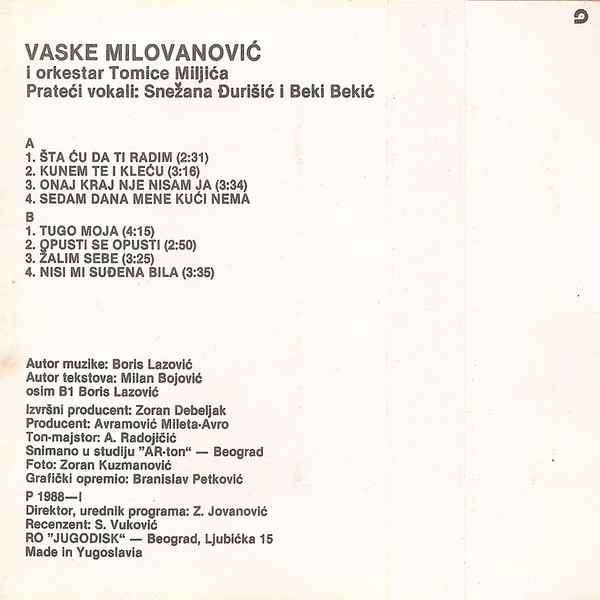 VASKE MILOVANOVIĆ
i orkestar Tomice Miljića
Prateći vokali: Snežana Đurišić i Beki Bekić
A
1. ŠTA ĆU DA TI RADIM (2:31)
2. KUNEM TE I KLEĆU (3:16)
3. ONAJ KRAJ NJE NISAM JA (3:34)
4. SEDAM DANA MENE KUĆI NEMA
B
1. TUGO MOJA (4:15)
2. OPUSTI SE OPUSTI (2:50)
3. ŽALIM SEBE (3:25)
4. NISI MI SUĐENA BILA (3:35)
Autor muzike: Boris Lazović
Autor tekstova: Milan Bojović
osim B1 Boris Lazović
Izvršni producent: Zoran Debeljak
Producent: Avramović Mileta-Avro
Ton-majstor: A. Radojičić
Snimano u studiju "AR-ton" — Beograd
Foto: Zoran Kuzmanović
Grafički opremio: Branislav Petković
P 1988—I
Direktor, urednik programa: Z. Jovanović
Recenzent: S. Vuković
RO "JUGODISK" — Beograd, Ljubićka 15
Made in Yugoslavia